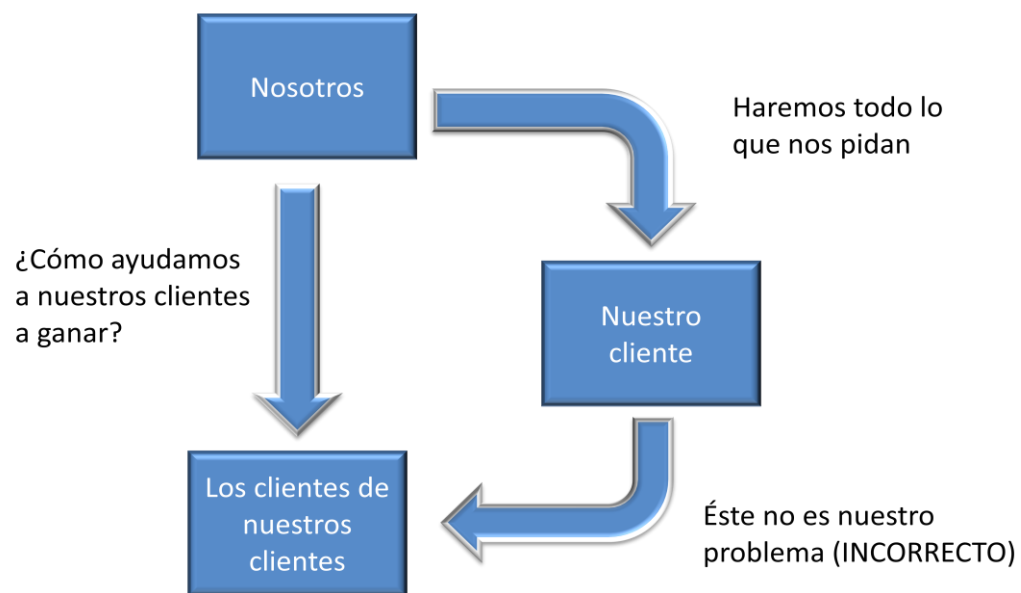 Nosotros
Haremos todo lo
que nos pidan
¿Cómo ayudamos
a nuestros clientes
a ganar?
Nuestro
cliente
Los clientes de
nuestros
clientes
Éste no es nuestro
problema (INCORRECTO)